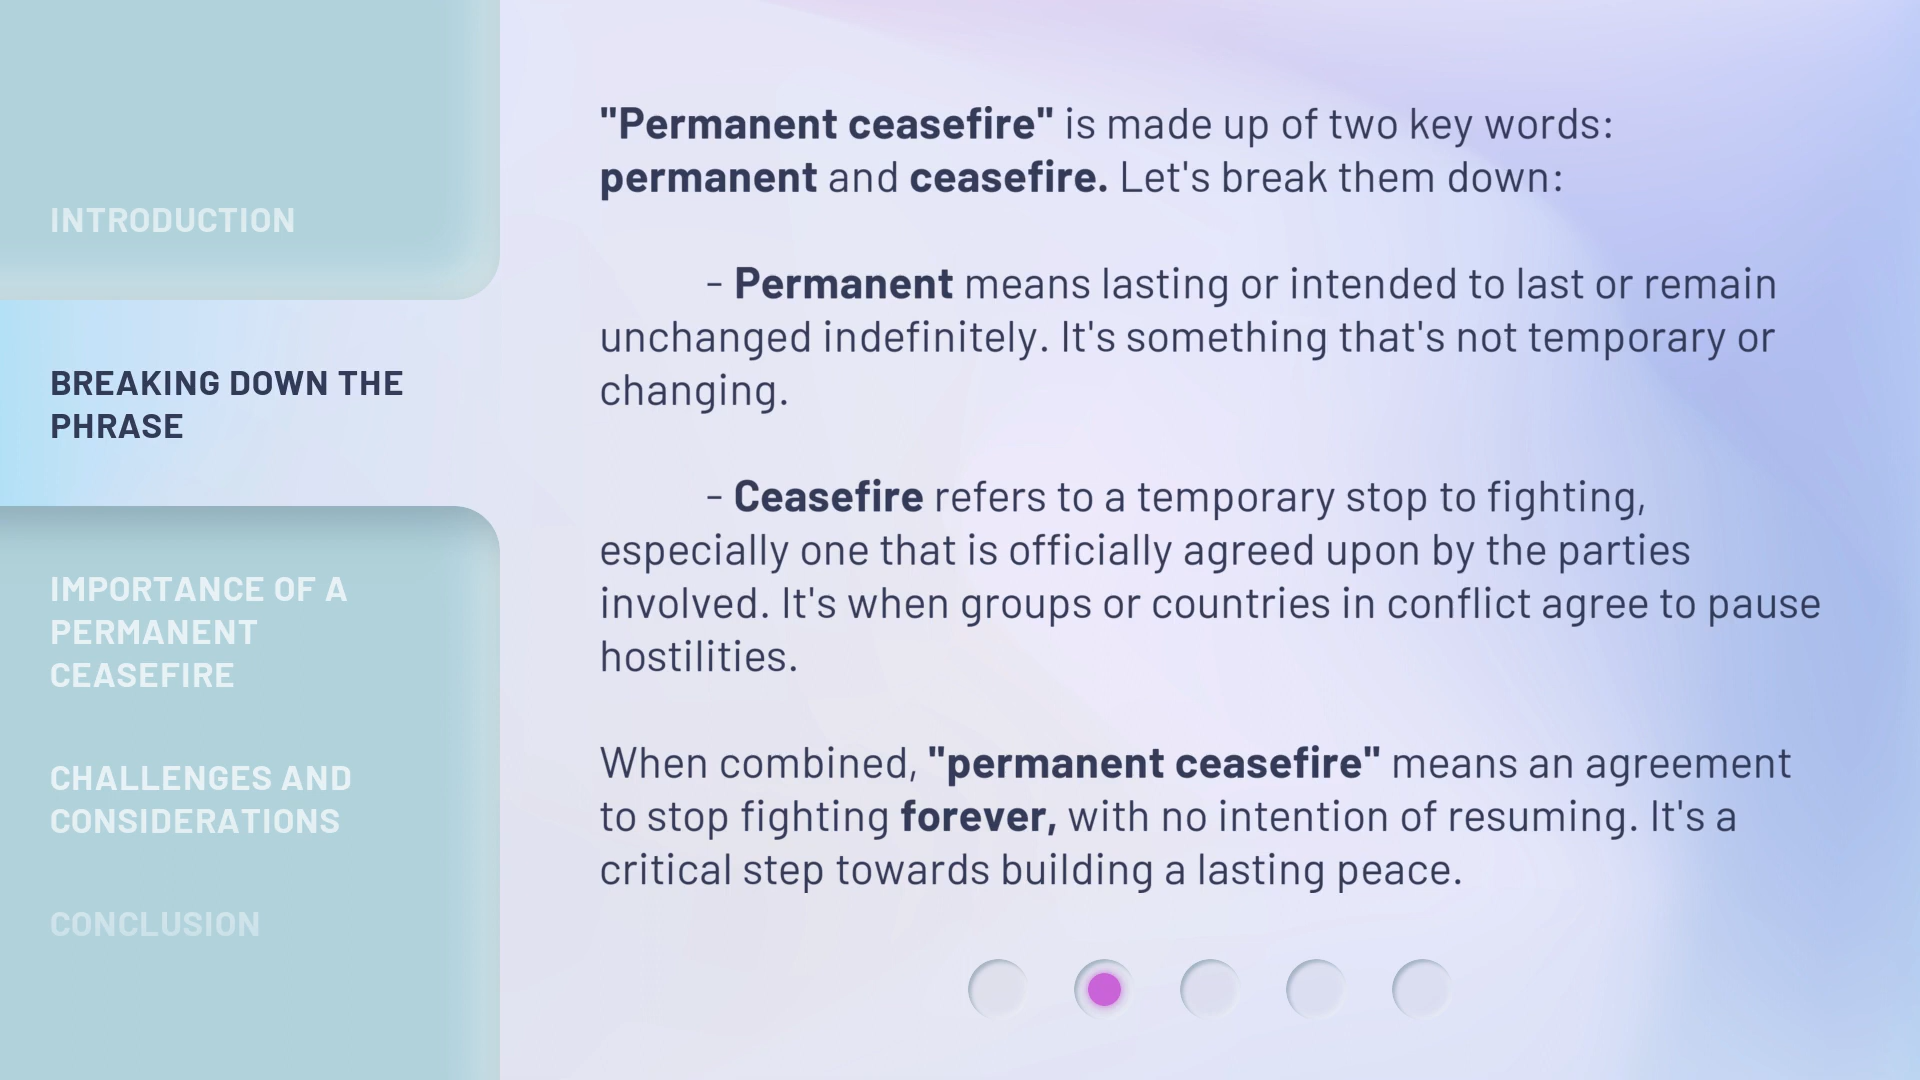 INTRODUCTION
BREAKING DOWN THE
PHRASE
IMPORTANCE OF A
PERMANENT
CEASEFIRE
CHALLENGES AND
CONSIDERATIONS
CONCLUSION
"Permanent ceasefire" is made up of two key words:
permanent and ceasefire. Let's break them down:
- Permanent means lasting or intended to last or remain
unchanged indefinitely. It's something that's not temporary or
changing.
- Ceasefire refers to a temporary stop to fighting,
especially one that is officially agreed upon by the parties
involved. It's when groups or countries in conflict agree to pause
hostilities.
When combined, "permanent ceasefire" means an agreement
to stop fighting forever, with no intention of resuming. It's a
critical step towards building a lasting peace.